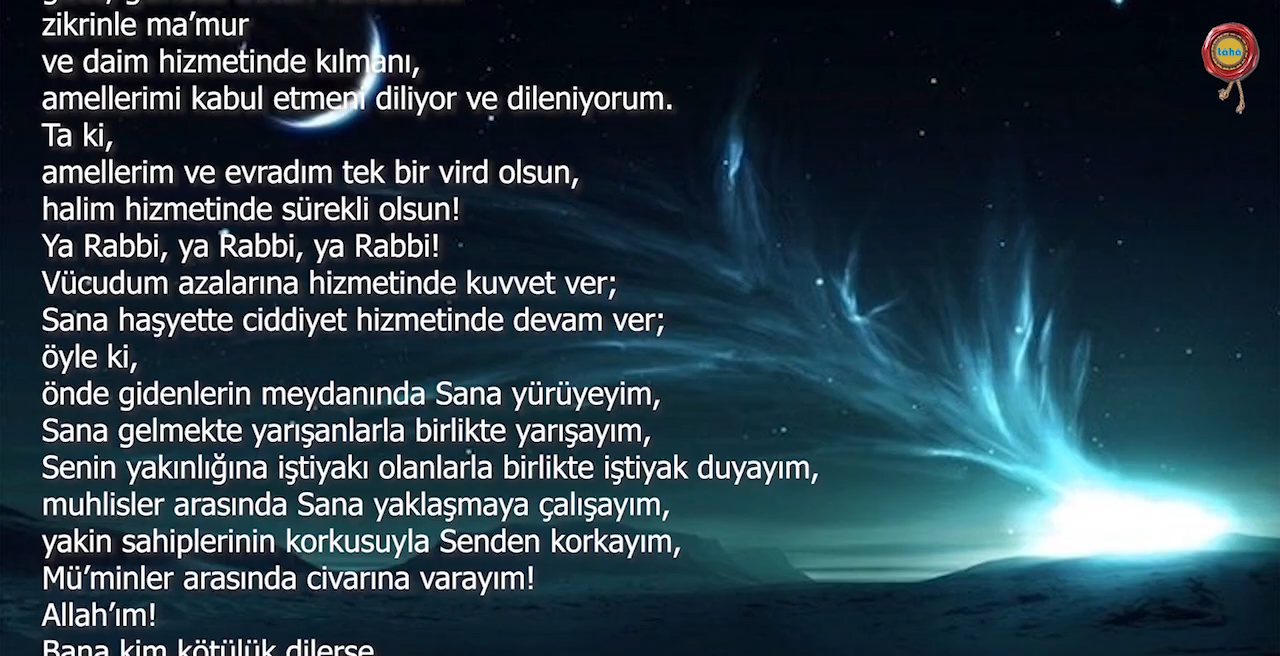 zikrinle ma’mur
ve daim hizmetinde kılmanı,
amellerimi kabul etmeni diliyor ve dileniyorum.
Ta ki,
amellerim ve evradım tek bir vird olsun,
halim hizmetinde sürekli olsun!
Ya Rabbi, ya Rabbi, ya Rabbi!
Vücudum azalarına hizmetinde kuvvet ver;
Sana haşyette ciddiyet hizmetinde devam ver;
öyle ki,
önde gidenlerin meydanında Sana yürüyeyim,
Sana gelmekte yarışanlarla birlikte yarışayım,
Senin yakınlığına iştiyakı olanlarla birlikte iştiyak duyayım,
muhlisler arasında Sana yaklaşmaya çalışayım,
yakin sahiplerinin korkusuyla Senden korkayım,
Mü’minler arasında civarına varayım!
Allah’ım!
Bana kim kötülük dilerse
taha